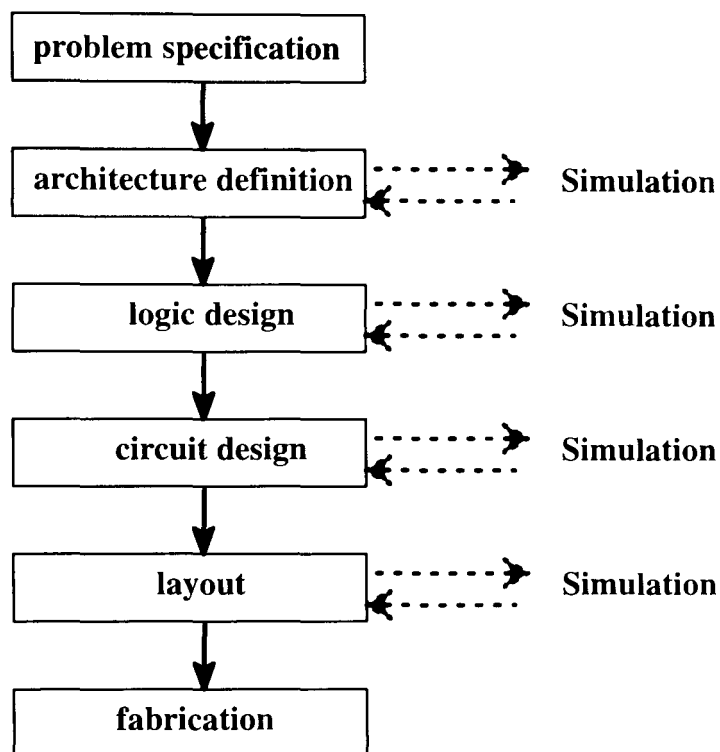 problem specification
architecture definition
Simulation
logic design
Simulation
circuit design
Simulation
layout
Simulation
fabrication